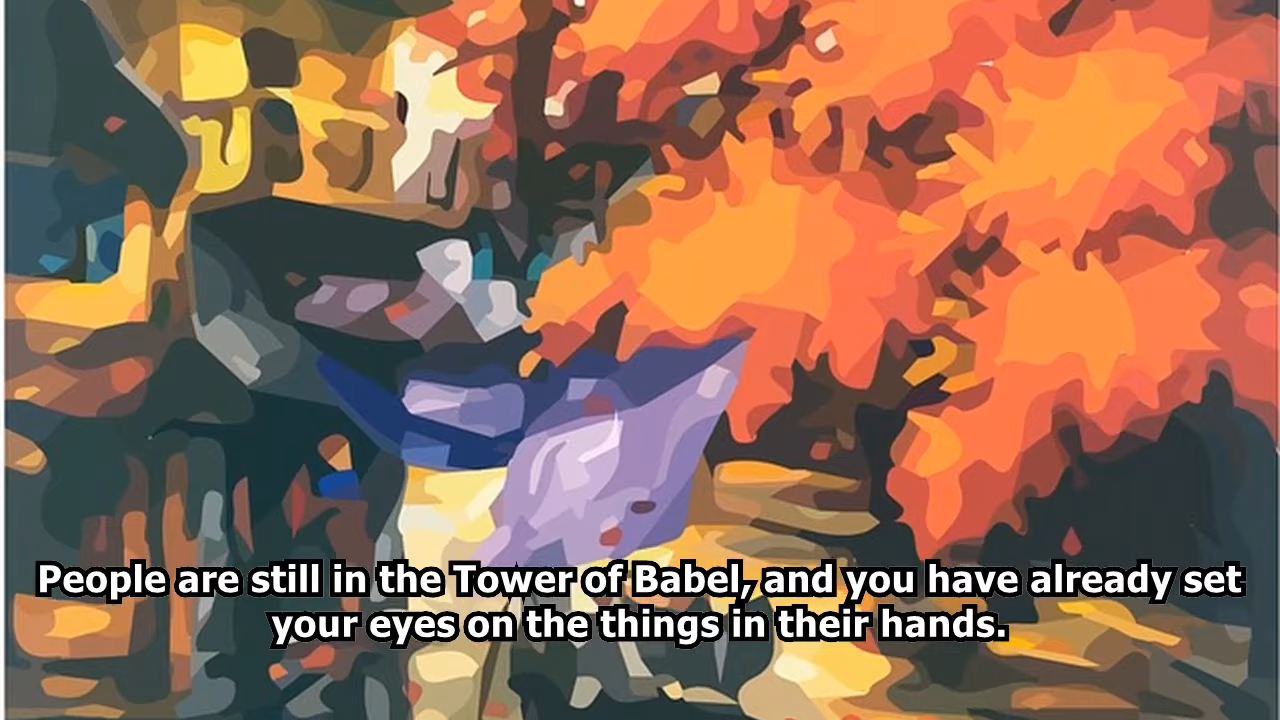 People are still in the Tower of Babel, and you have already set
your eyes on the things in their hands.